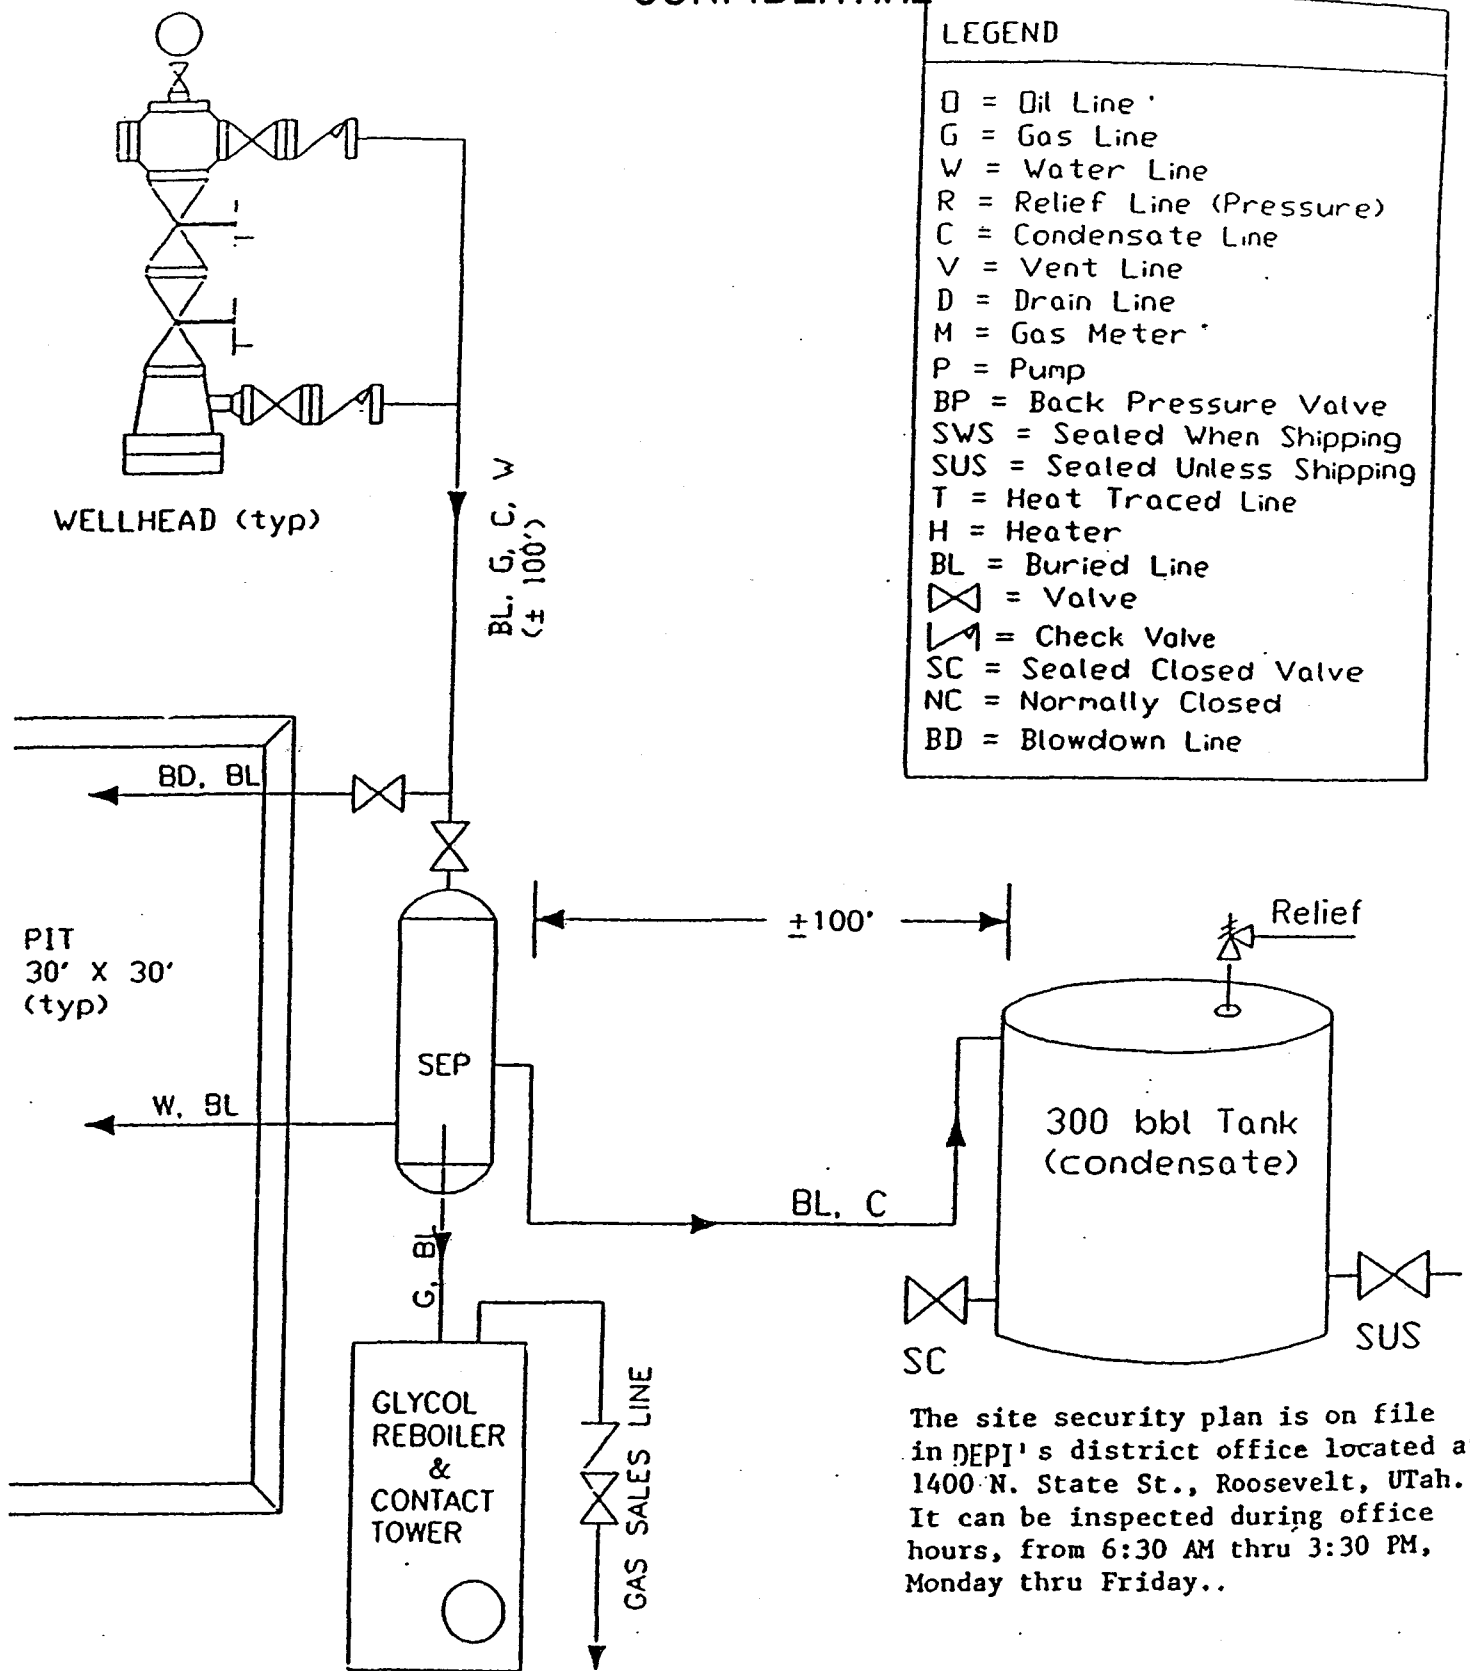 LEGEND
O = Oil Line
G = Gas Line
W = Water Line
R = Relief Line (Pressure)
C = Condensate Line
V = Vent Line
D = Drain Line
M = Gas Meter
P = Pump
BP = Back Pressure Valve
SWS = Sealed When Shipping
SUS = Sealed Unless Shipping
T = Heat Traced Line
H = Heater
BL = Buried Line
= Valve
= Check Valve
SC = Sealed Closed Valve
NC = Normally Closed
BD = Blowdown Line
WELLHEAD (typ)
BL, G, C, W
(± 100')
BD, BL
PIT
30' X 30'
(typ)
±100'
Relief
SEP
W, BL
300 bbl Tank
(condensate)
BL, C
G, BL
SC
SUS
GLYCOL
REBOILER
&
CONTACT
TOWER
GAS SALES LINE
The site security plan is on file
in DEPI's district office located a
1400 N. State St., Roosevelt, UTah.
It can be inspected during office
hours, from 6:30 AM thru 3:30 PM,
Monday thru Friday..